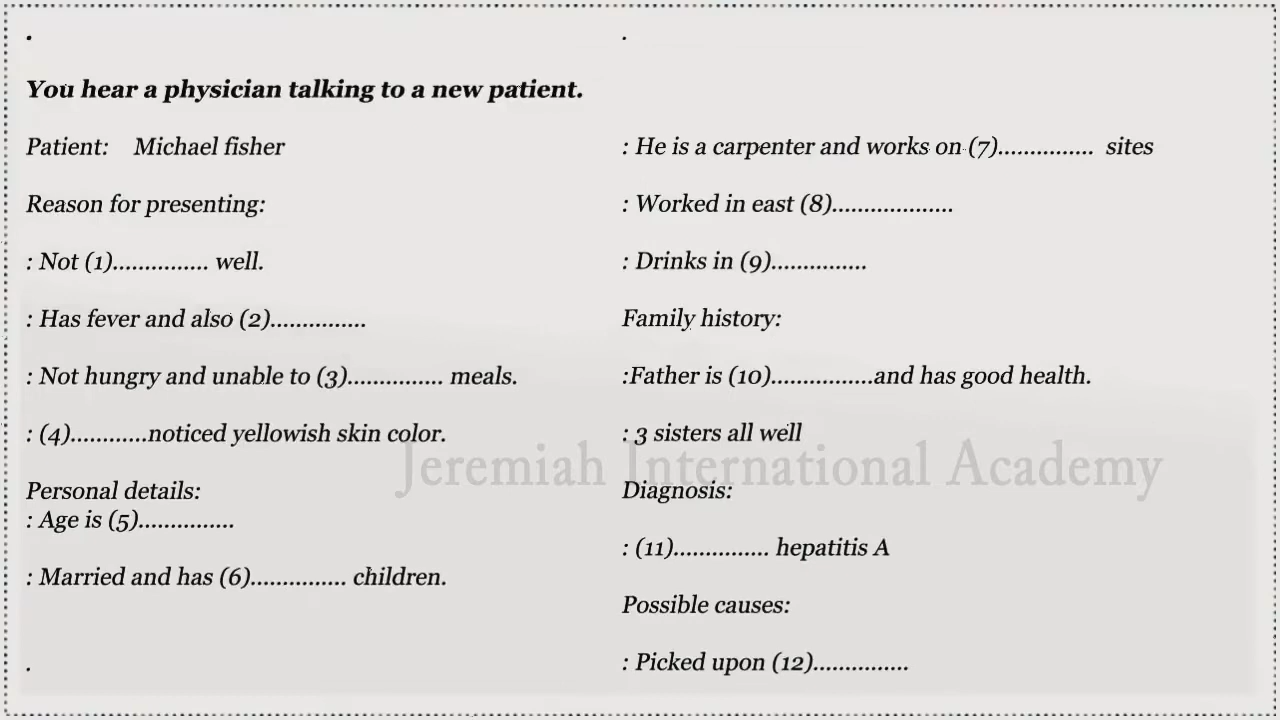 You hear a physician talking to a new patient.
Patient: Michael fisher
Reason for presenting:
: Not (1)............... well.
: Has fever and also (2)...............
: Not hungry and unable to (3)............... meals.
: (4)............noticed yellowish skin color.
Personal details:
: Age is (5)...............
: Married and has (6)............... children.
.
.
: He is a carpenter and works on (7)............... sites
: Worked in east (8)...................
: Drinks in (9)...............
Family history:
:Father is (10)................and has good health.
: 3 sisters all well
Jeremiah International Academy
Diagnosis:
: (11)............... hepatitis A
Possible causes:
: Picked upon (12)...............